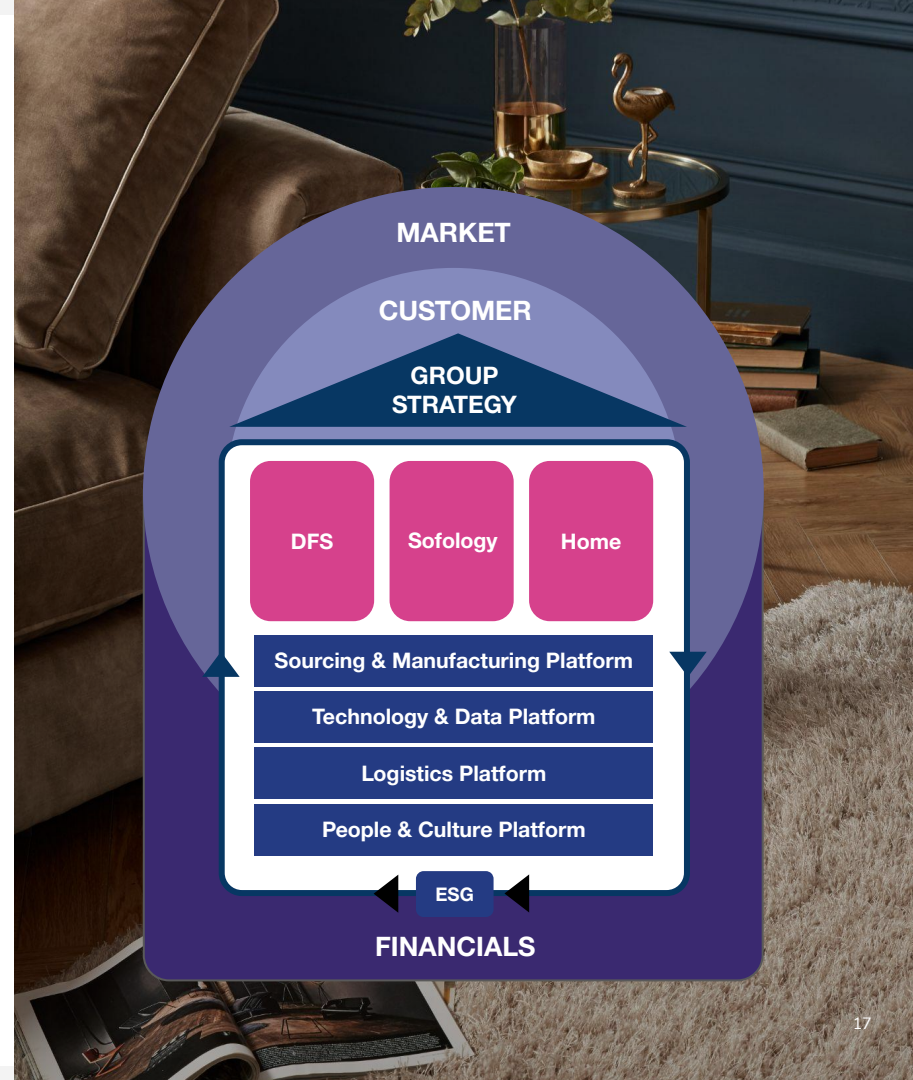 MARKET
CUSTOMER
GROUP
STRATEGY
DFS
Sofology
Home
Sourcing & Manufacturing Platform
Technology & Data Platform
Logistics Platform
People & Culture Platform
ESG
FINANCIALS
17